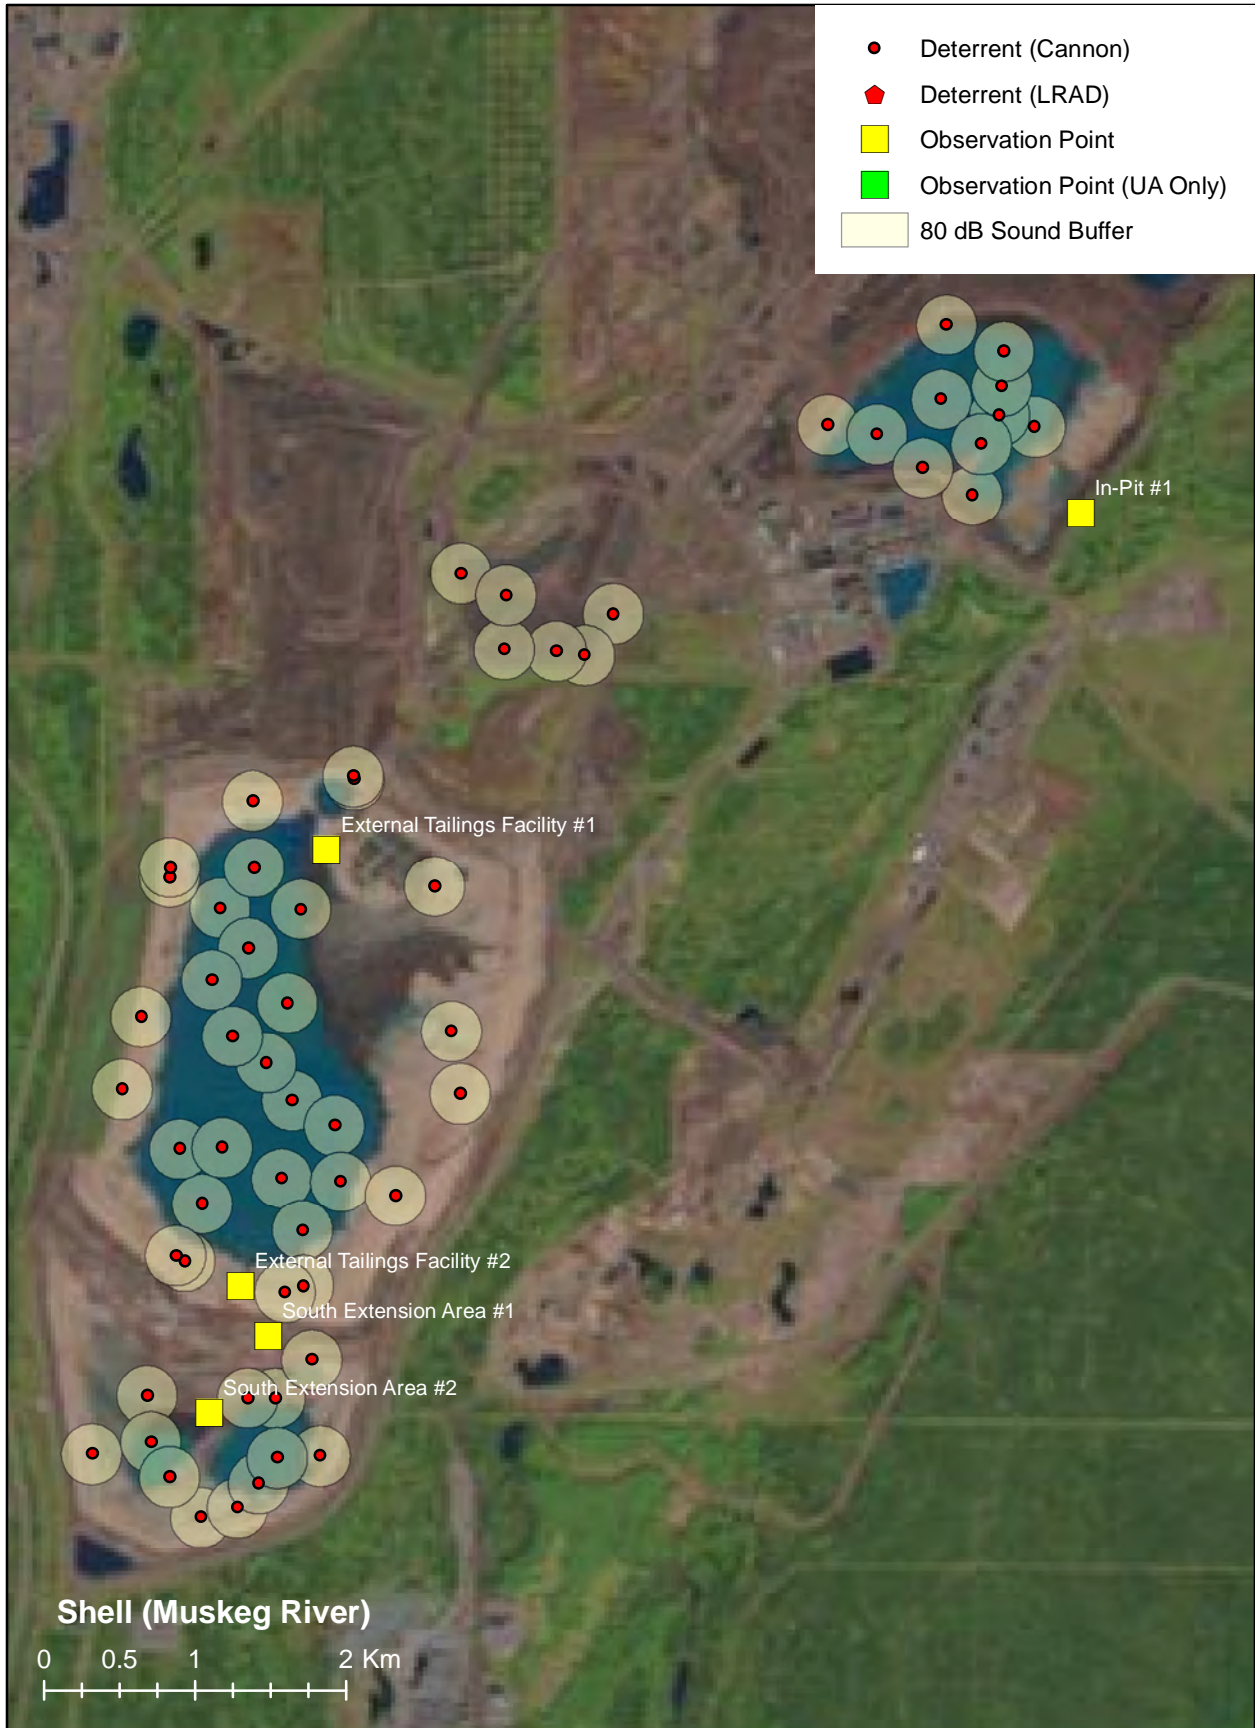 Deterrent (Cannon)
Deterrent (LRAD)
Observation Point
Observation Point (UA Only)
80 dB Sound Buffer
In-Pit #1
External Tailings Facility #1
External Tailings Facility #2
South Extension Area #1
South Extension Area #2
Shell (Muskeg River)
0 0.5 1 2 Km